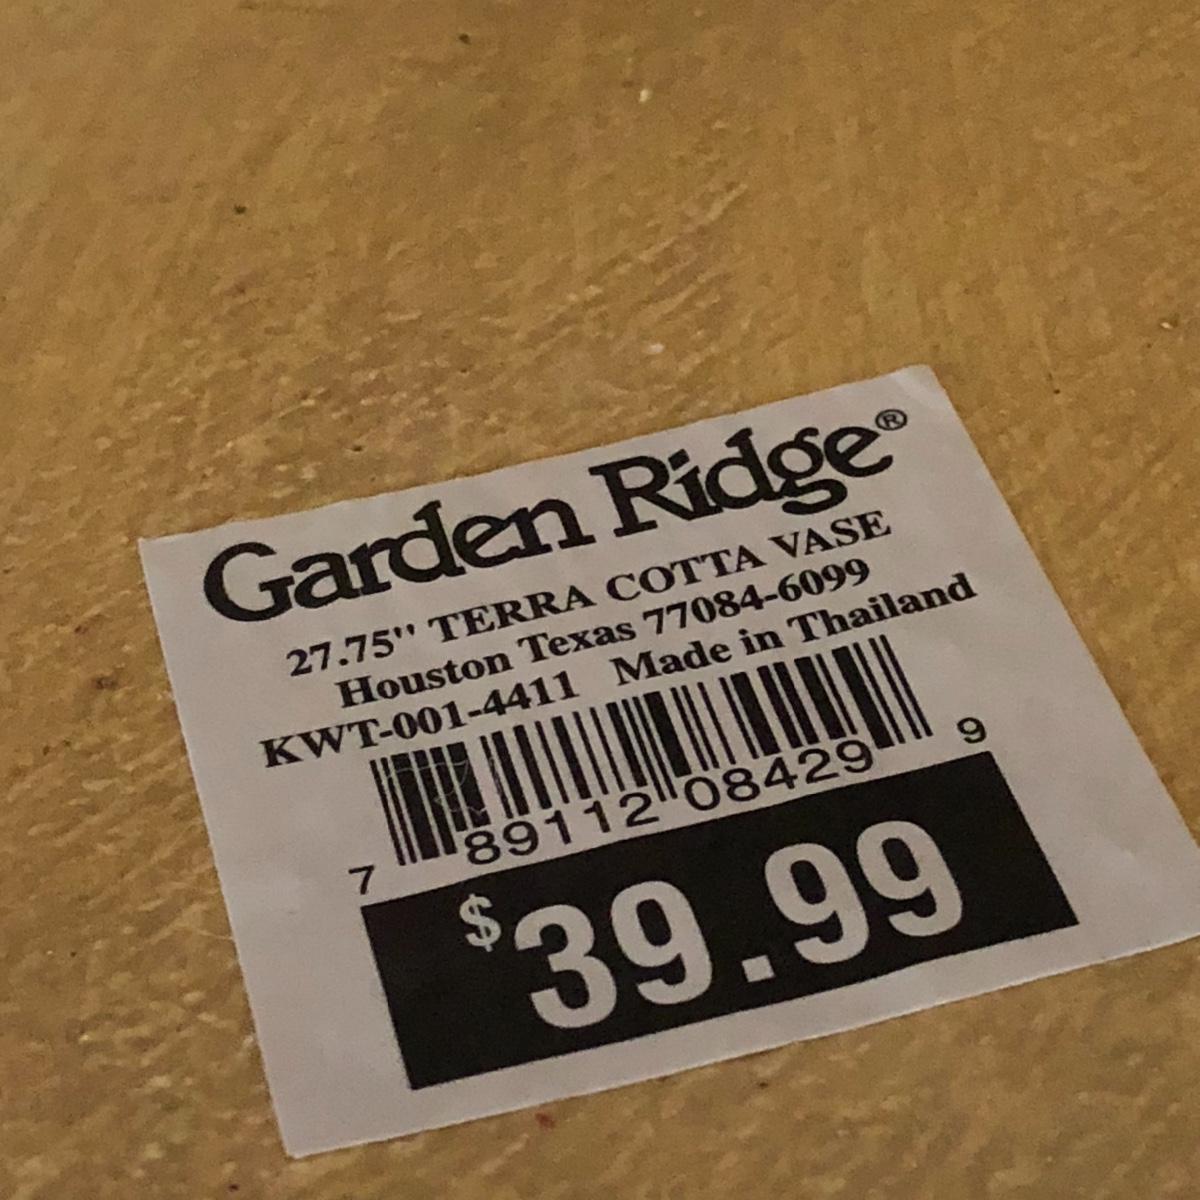 Garden Ridge®
27.75" TERRA COTTA VASE
Houston Texas 77084-6099
KWT-001-4411 Made in Thailand
7 89112 08429 9
$39.99